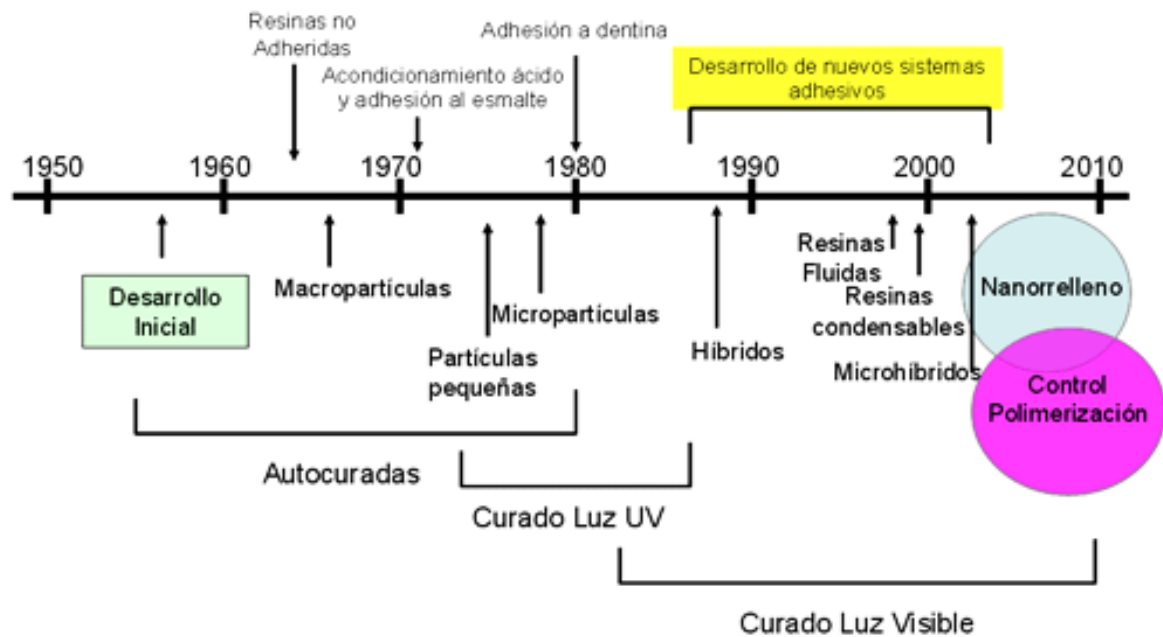 Resinas no
Adheridas
Acondicionamiento ácido
y adhesión al esmalte
Adhesión a dentina
Desarrollo de nuevos sistemas
adhesivos
1950
1960
1970
1980
1990
2000
2010
Desarrollo
Inicial
Macropartículas
Partículas
pequeñas
Micropartículas
Híbridos
Resinas
Fluidas
Resinas
condensables
Microhíbridos
Nanorrelleno
Control
Polimerización
Autocuradas
Curado Luz UV
Curado Luz Visible